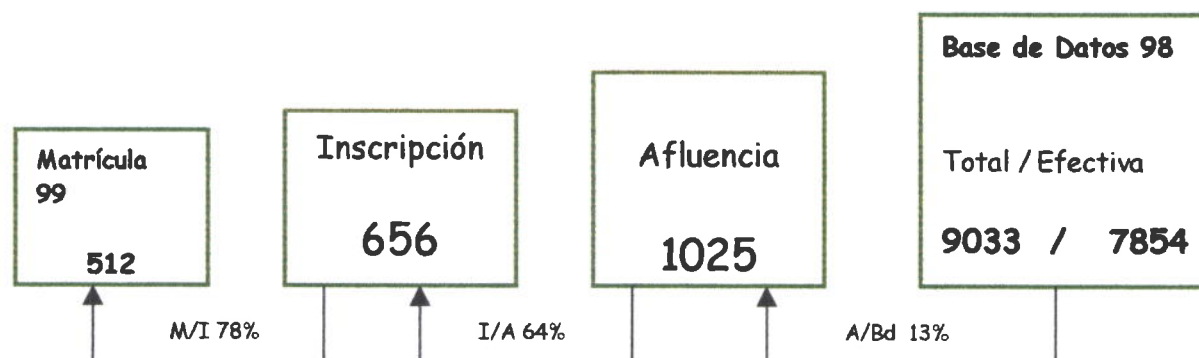 Base de Datos 98
Matrícula
99
Inscripción
Afluencia
Total / Efectiva
512
656
1025
9033 / 7854
M/I 78%
I/A 64%
A/Bd 13%